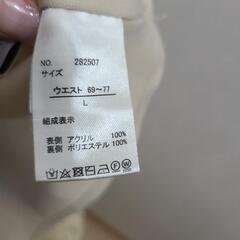 NO. 2S2507
サイズ
ウエスト 69～77
L
組成表示
表側 アクリル 100%
裏側 ポリエステル 100%